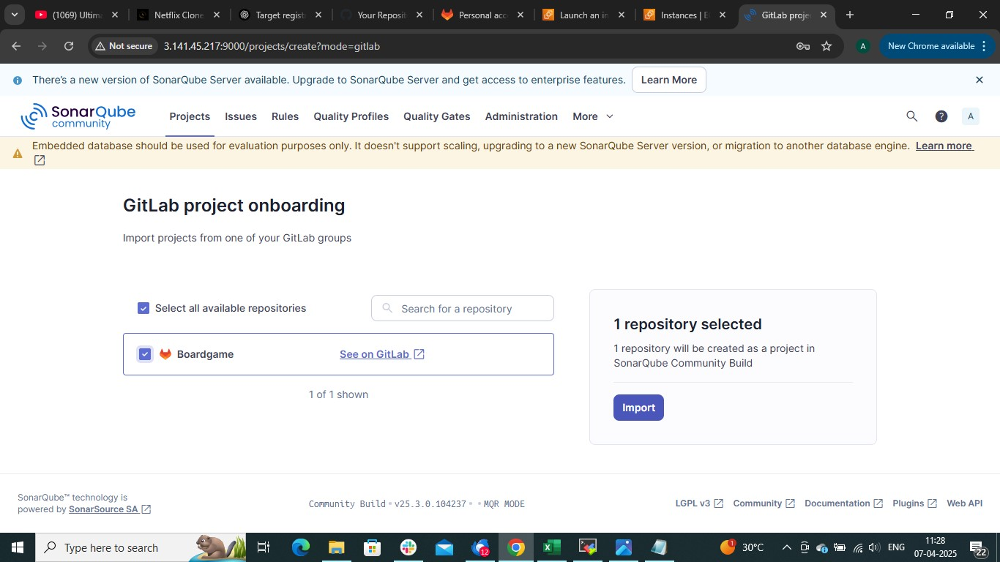 (1069) Ultima
Netflix Clone
Target regist
Your Reposit
Personal acc
Launch an in
Instances | E
GitLab proje
Not secure
3.141.45.217:9000/projects/create?mode=gitlab
A
New Chrome available
There's a new version of SonarQube Server available. Upgrade to SonarQube Server and get access to enterprise features.
Learn More
SonarQube
community
Projects
Issues
Rules
Quality Profiles
Quality Gates
Administration
More
A
Embedded database should be used for evaluation purposes only. It doesn't support scaling, upgrading to a new SonarQube Server version, or migration to another database engine. Learn more
GitLab project onboarding
Import projects from one of your GitLab groups
Select all available repositories
Search for a repository
Boardgame
See on GitLab
1 of 1 shown
1 repository selected
1 repository will be created as a project in
SonarQube Community Build
Import
SonarQube™ technology is
powered by SonarSource SA
Community Build • v25.3.0.104237 • • MQR MODE
LGPL v3
Community
Documentation
Plugins
Web API
Type here to search
12
1
30°C
ENG
11:28
07-04-2025
22